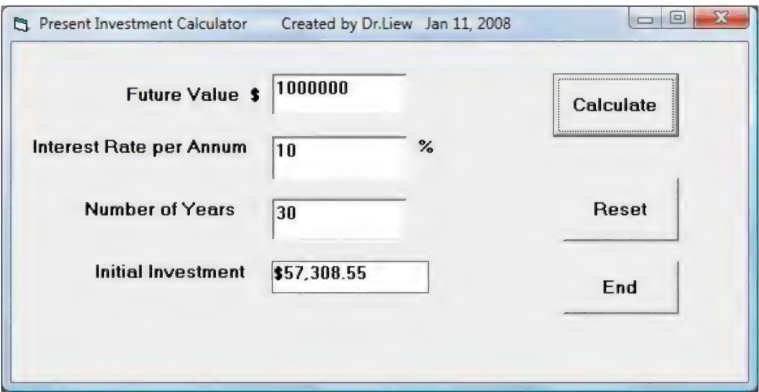 Present Investment Calculator Created by Dr.Liew Jan 11, 2008
Future Value $ 1000000
Calculate
Interest Rate per Annum 10 %
Number of Years 30
Reset
Initial Investment $57,308.55
End